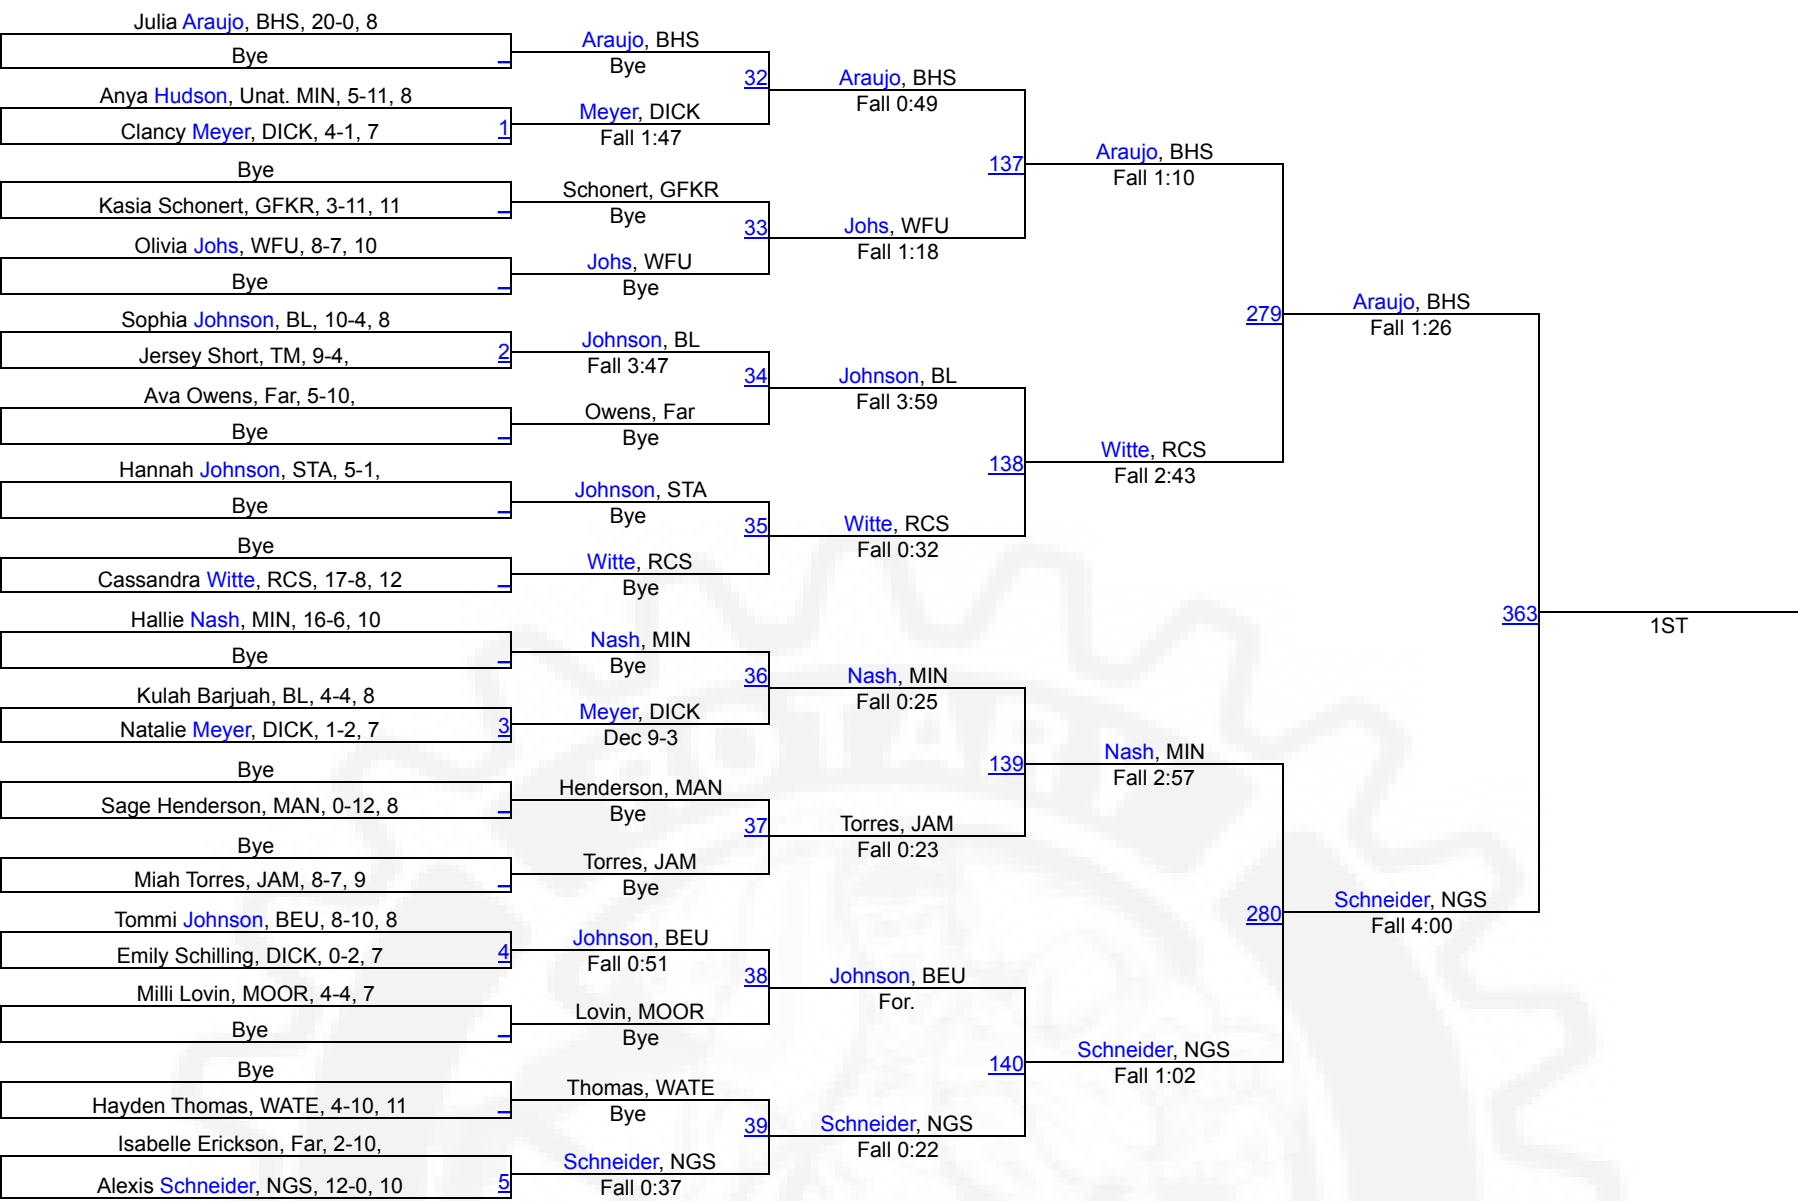 Julia Araujo, BHS, 20-0, 8
Bye
Anya Hudson, Unat. MIN, 5-11, 8
Clancy Meyer, DICK, 4-1, 7
1
Bye
Kasia Schonert, GFKR, 3-11, 11
Olivia Johs, WFU, 8-7, 10
Bye
Sophia Johnson, BL, 10-4, 8
Jersey Short, TM, 9-4,
2
Ava Owens, Far, 5-10,
Bye
Hannah Johnson, STA, 5-1,
Bye
Bye
Cassandra Witte, RCS, 17-8, 12
Hallie Nash, MIN, 16-6, 10
Bye
Kulah Barjuah, BL, 4-4, 8
Natalie Meyer, DICK, 1-2, 7
3
Bye
Sage Henderson, MAN, 0-12, 8
Bye
Miah Torres, JAM, 8-7, 9
Tommi Johnson, BEU, 8-10, 8
Emily Schilling, DICK, 0-2, 7
4
Milli Lovin, MOOR, 4-4, 7
Bye
Bye
Hayden Thomas, WATE, 4-10, 11
Isabelle Erickson, Far, 2-10,
Alexis Schneider, NGS, 12-0, 10
5
Araujo, BHS
Bye
32
Meyer, DICK
Fall 1:47
Schonert, GFKR
Bye
33
Johs, WFU
Bye
Johnson, BL
Fall 3:47
34
Owens, Far
Bye
Johnson, STA
Bye
35
Witte, RCS
Bye
Nash, MIN
Bye
36
Meyer, DICK
Dec 9-3
Henderson, MAN
Bye
37
Torres, JAM
Bye
Johnson, BEU
Fall 0:51
38
Lovin, MOOR
Bye
Thomas, WATE
Bye
39
Schneider, NGS
Fall 0:37
Araujo, BHS
Fall 0:49
137
Johs, WFU
Fall 1:18
Johnson, BL
Fall 3:59
138
Witte, RCS
Fall 0:32
Nash, MIN
Fall 0:25
139
Torres, JAM
Fall 0:23
Johnson, BEU
For.
140
Schneider, NGS
Fall 0:22
Araujo, BHS
Fall 1:10
279
Witte, RCS
Fall 2:43
Nash, MIN
Fall 2:57
280
Schneider, NGS
Fall 1:02
Araujo, BHS
Fall 1:26
363
Schneider, NGS
Fall 4:00
1ST